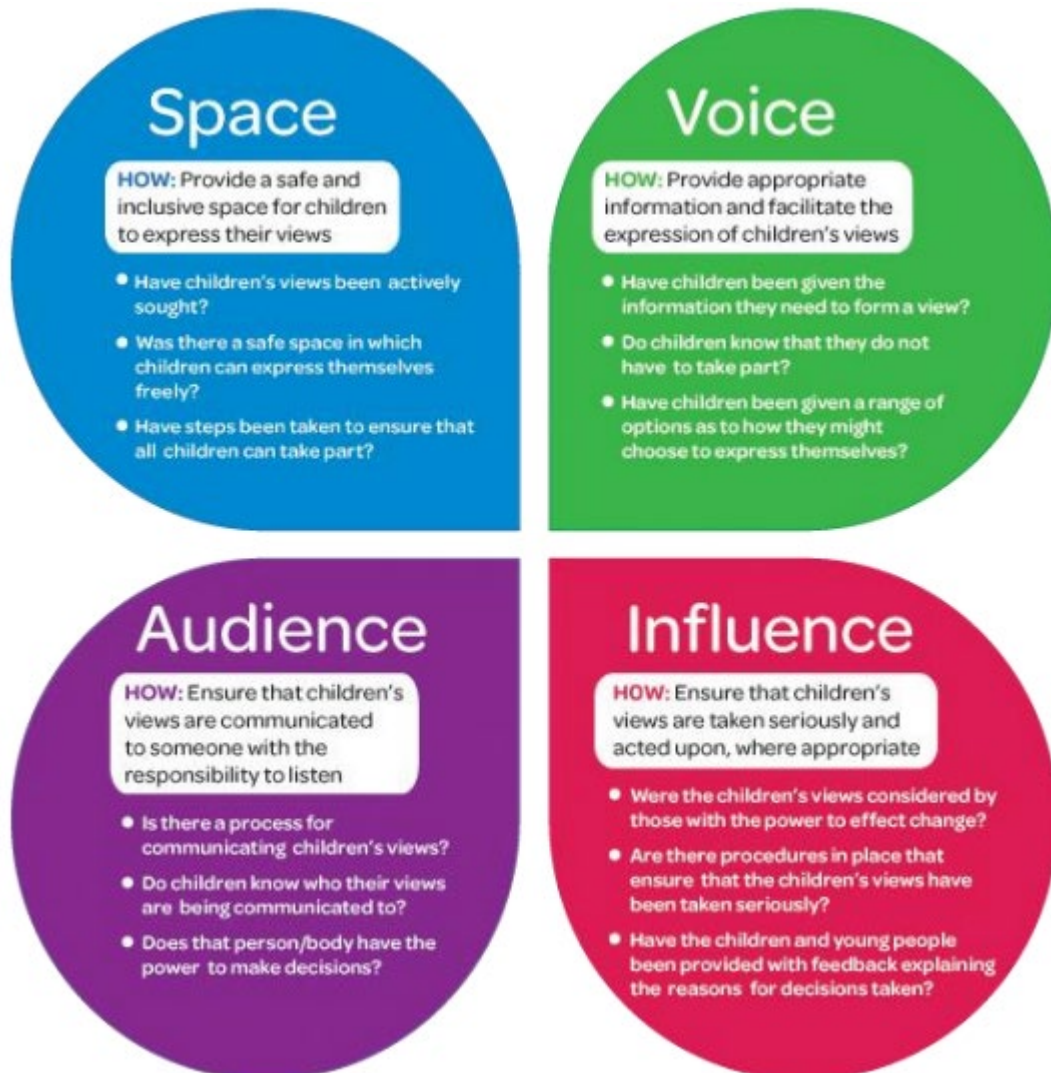 Space
HOW: Provide a safe and
inclusive space for children
to express their views
• Have children's views been actively
sought?
• Was there a safe space in which
children can express themselves
freely?
• Have steps been taken to ensure that
all children can take part?
Voice
HOW: Provide appropriate
information and facilitate the
expression of children's views
• Have children been given the
information they need to form a view?
• Do children know that they do not
have to take part?
• Have children been given a range of
options as to how they might
choose to express themselves?
Audience
HOW: Ensure that children's
views are communicated
to someone with the
responsibility to listen
• Is there a process for
communicating children's views?
• Do children know who their views
are being communicated to?
• Does that person/body have the
power to make decisions?
Influence
HOW: Ensure that children's
views are taken seriously and
acted upon, where appropriate
• Were the children's views considered by
those with the power to effect change?
• Are there procedures in place that
ensure that the children's views have
been taken seriously?
• Have the children and young people
been provided with feedback explaining
the reasons for decisions taken?